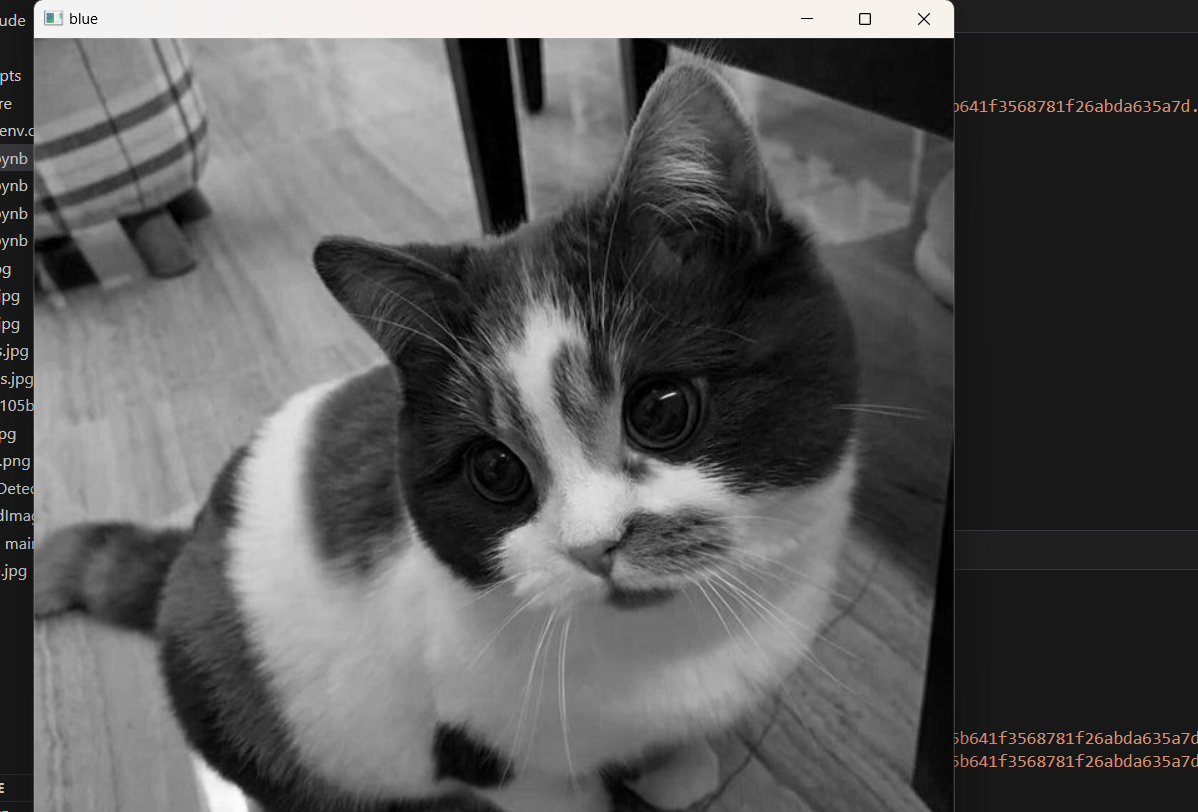 blue
ude
pts
re
env.c
ynb
ynb
ynb
ynb
pg
jpg
jpg
s.jpg
s.jpg
105b
pg
.png
Detec
dImag
main
.jpg
E
b641f3568781f26abda635a7d.
5b641f3568781f26abda635a7d
5b641f3568781f26abda635a7d